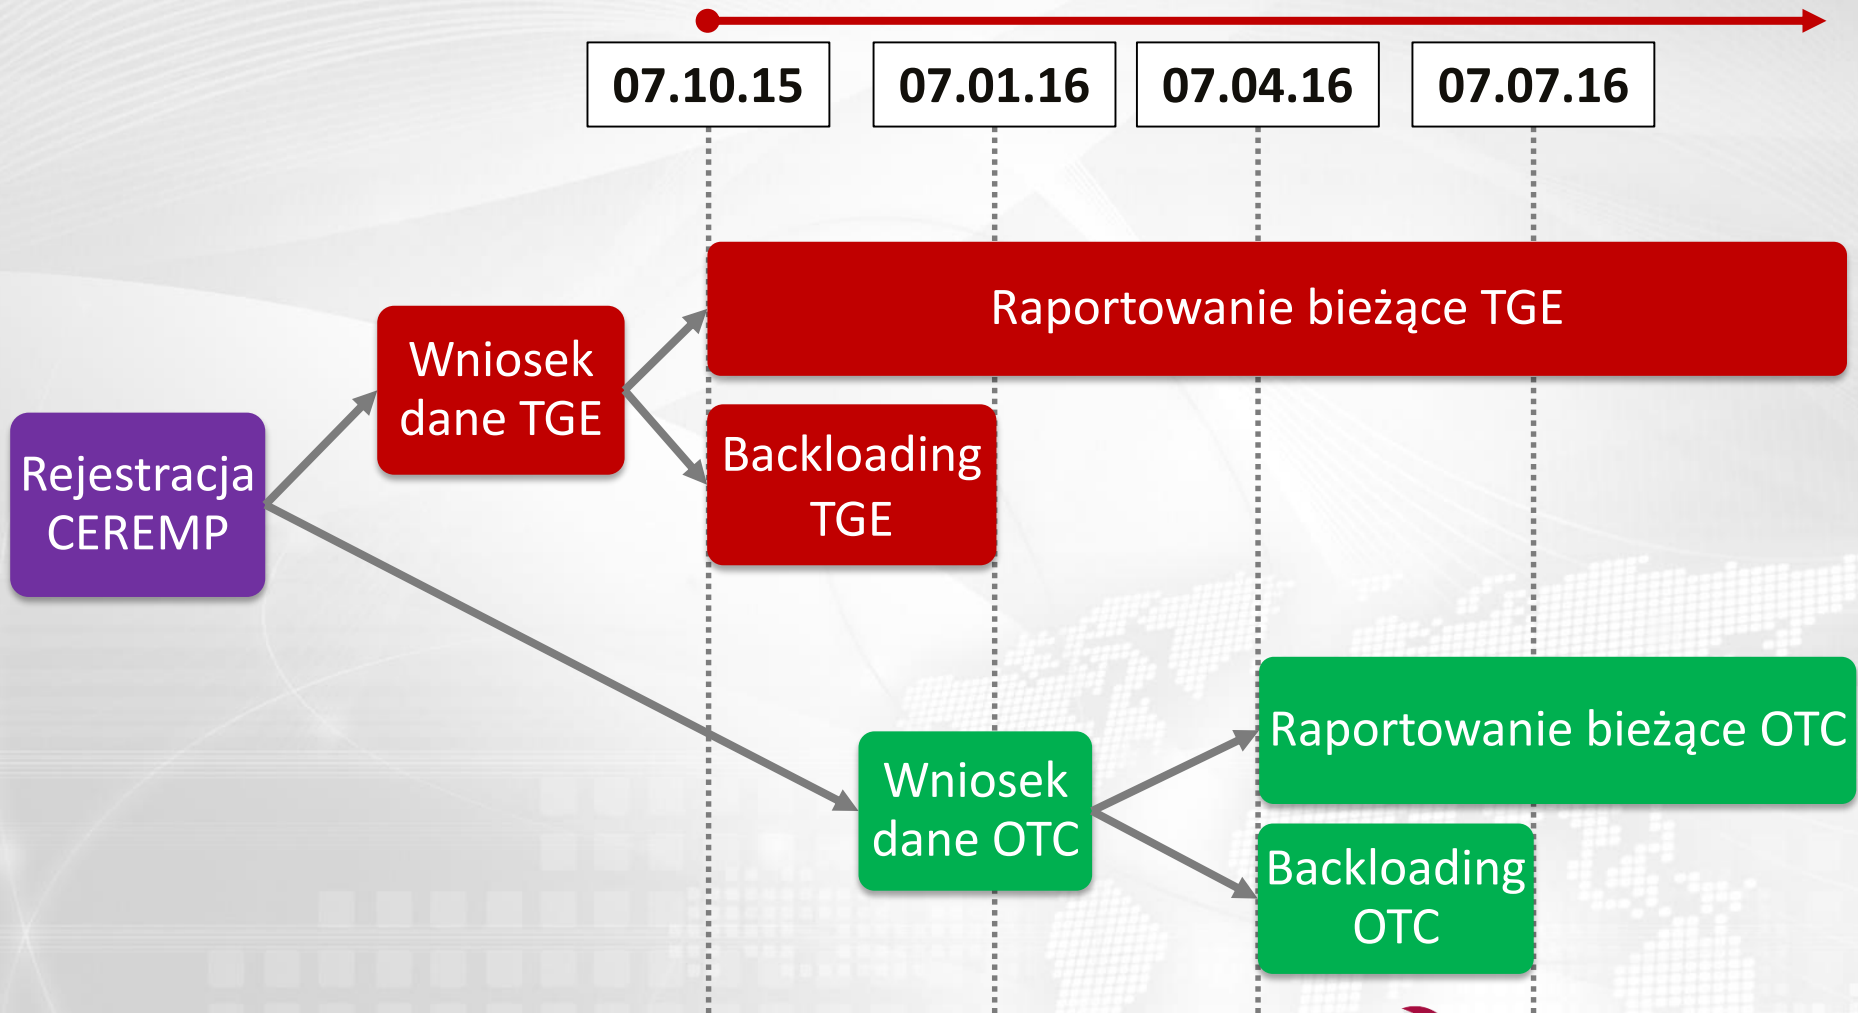 07.10.15
07.01.16
07.04.16
07.07.16
Raportowanie bieżące TGE
Wniosek
dane TGE
Backloading
TGE
Rejestracja
CEREMP
Raportowanie bieżące OTC
Wniosek
dane OTC
Backloading
OTC